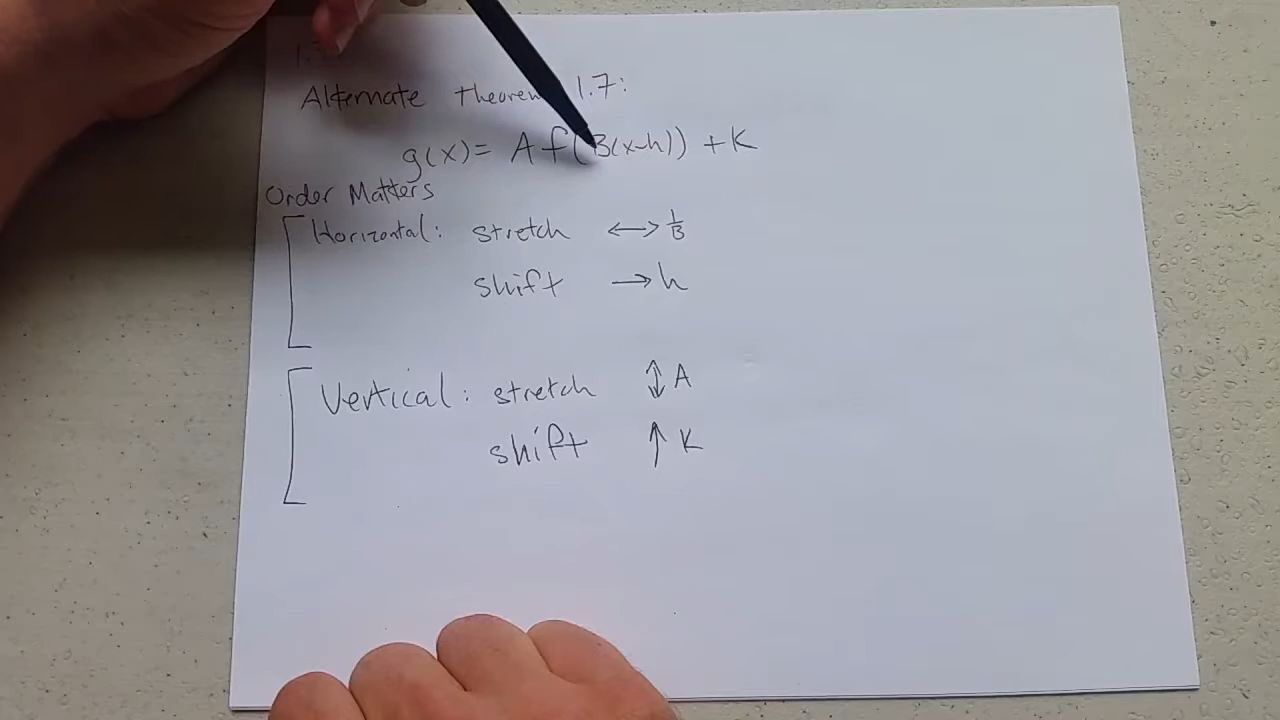 Alternate theorem 1.7:
g(x)= A f(B(x-h)) +K
Order Matters
Horizontal: stretch ↔ 1/B
shift → h
Vertical: stretch ↕ A
shift ↑ K